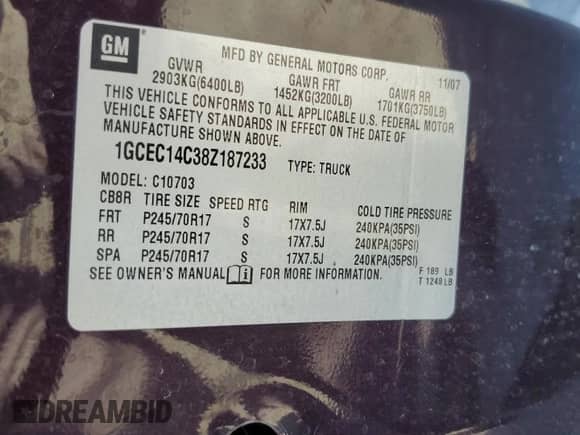 GM
MFD BY GENERAL MOTORS CORP. 11/07
GVWR GAWR FRT GAWR RR
2903KG(6400LB) 1452KG(3200LB) 1701KG(3750LB)
THIS VEHICLE CONFORMS TO ALL APPLICABLE U.S. FEDERAL MOTOR
VEHICLE SAFETY STANDARDS IN EFFECT ON THE DATE OF
MANUFACTURE SHOWN ABOVE.
1GCEC14C38Z187233 TYPE: TRUCK
MODEL: C10703
CB8R TIRE SIZE SPEED RTG RIM COLD TIRE PRESSURE
FRT P245/70R17 S 17X7.5J 240KPA(35PSI)
RR P245/70R17 S 17X7.5J 240KPA(35PSI)
SPA P245/70R17 S 17X7.5J 240KPA(35PSI)
SEE OWNER'S MANUAL i FOR MORE INFORMATION.
F 189 LB
T 1240 LB
DREAMBID